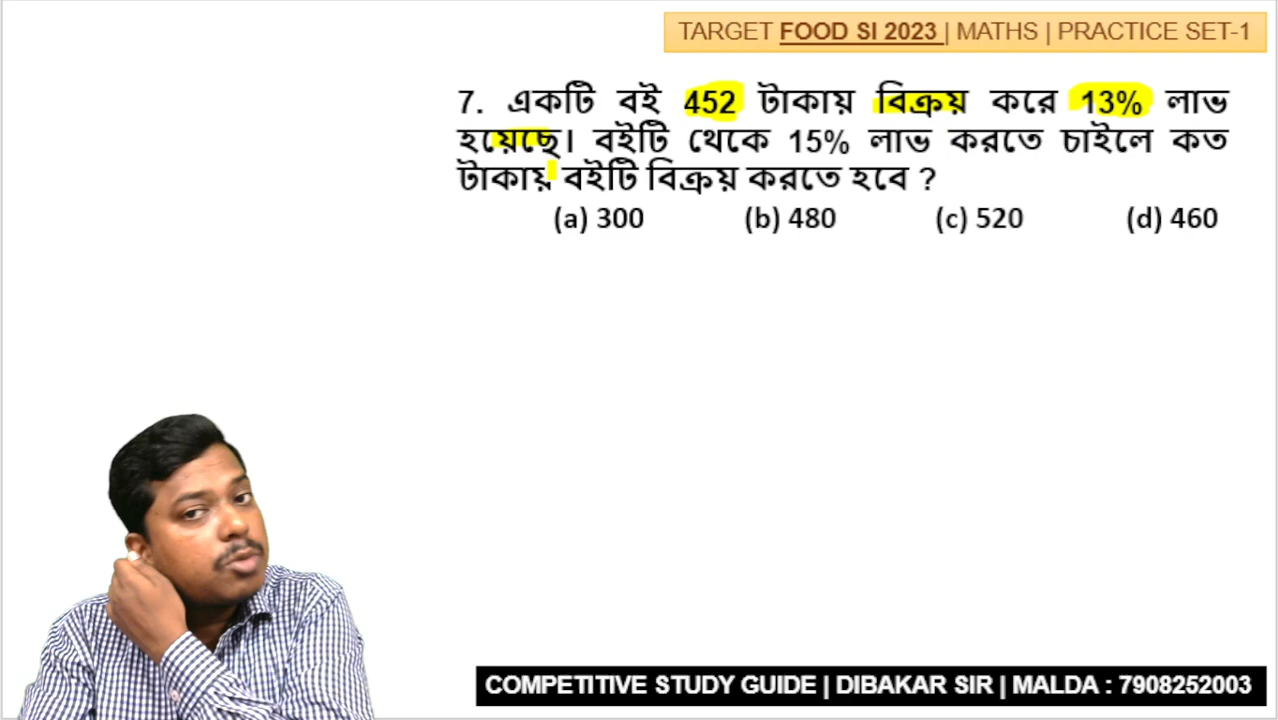 TARGET FOOD SI 2023 | MATHS | PRACTICE SET-1
7. একটি বই 452 টাকায় বিক্রয় করে 13% লাভ
হয়েছে। বইটি থেকে 15% লাভ করতে চাইলে কত
টাকায় বইটি বিক্রয় করতে হবে ?
(a) 300 (b) 480 (c) 520 (d) 460
COMPETITIVE STUDY GUIDE | DIBAKAR SIR | MALDA : 7908252003